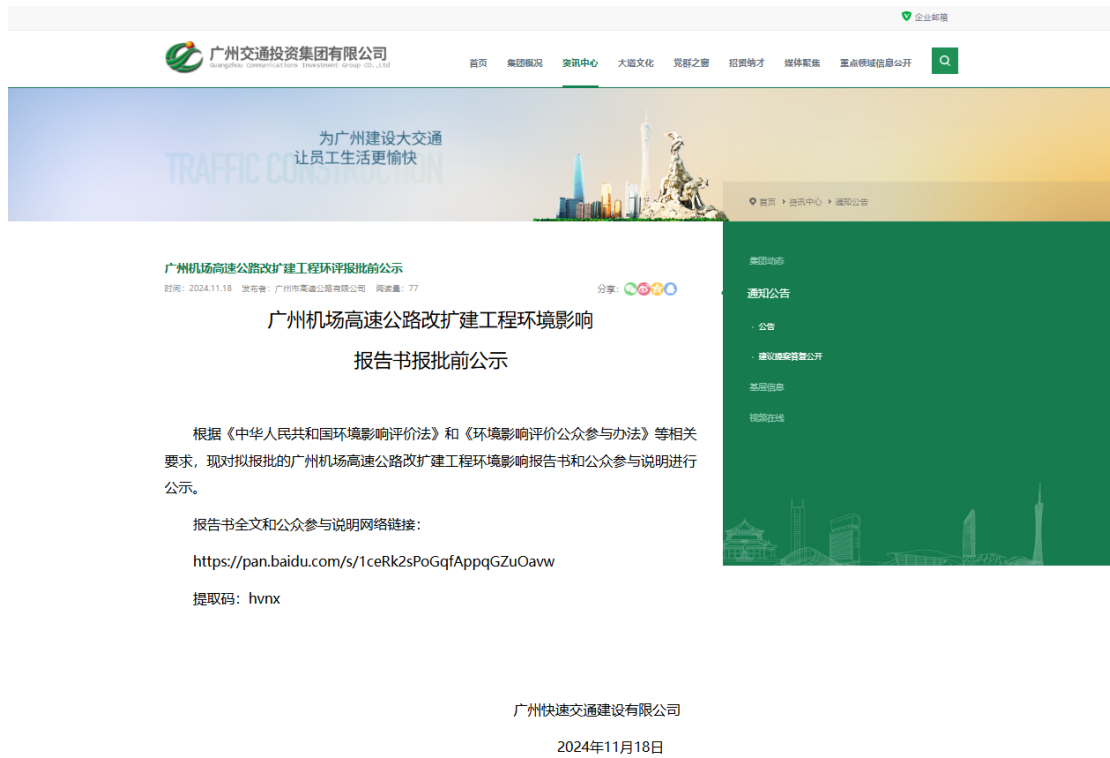 企业邮箱
广州交通投资集团有限公司
Guangzhou Communications Investment Group CO.,Ltd
首页 集团概况 资讯中心 大道文化 党群之窗 招贤纳才 媒体聚焦 重点领域信息公开
为广州建设大交通
让员工生活更愉快
TRAFFIC CONSTRUCTION
首页 > 资讯中心 > 通知公告
广州机场高速公路改扩建工程环评报批前公示
时间：2024.11.18 发布者：广州市高速公路有限公司 阅读量：77
分享：
广州机场高速公路改扩建工程环境影响
报告书报批前公示
根据《中华人民共和国环境影响评价法》和《环境影响评价公众参与办法》等相关
要求，现对拟报批的广州机场高速公路改扩建工程环境影响报告书和公众参与说明进行
公示。
报告书全文和公众参与说明网络链接：
https://pan.baidu.com/s/1ceRk2sPoGqfAppqGZuOavw
提取码：hvnx
广州快速交通建设有限公司
2024年11月18日
集团动态
通知公告
· 公告
· 建议提案答复公开
基层信息
视频在线